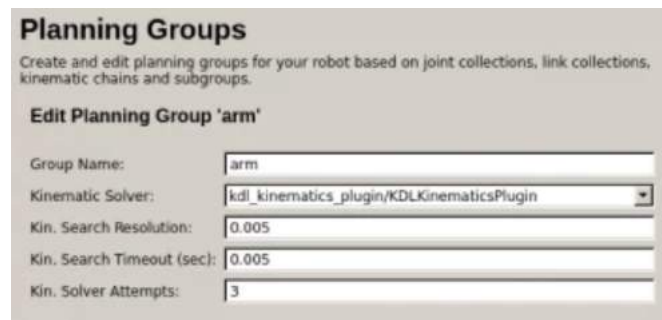 Planning Groups
Create and edit planning groups for your robot based on joint collections, link collections,
kinematic chains and subgroups.
Edit Planning Group 'arm'
Group Name: arm
Kinematic Solver: kdl_kinematics_plugin/KDLKinematicsPlugin
Kin. Search Resolution: 0.005
Kin. Search Timeout (sec): 0.005
Kin. Solver Attempts: 3